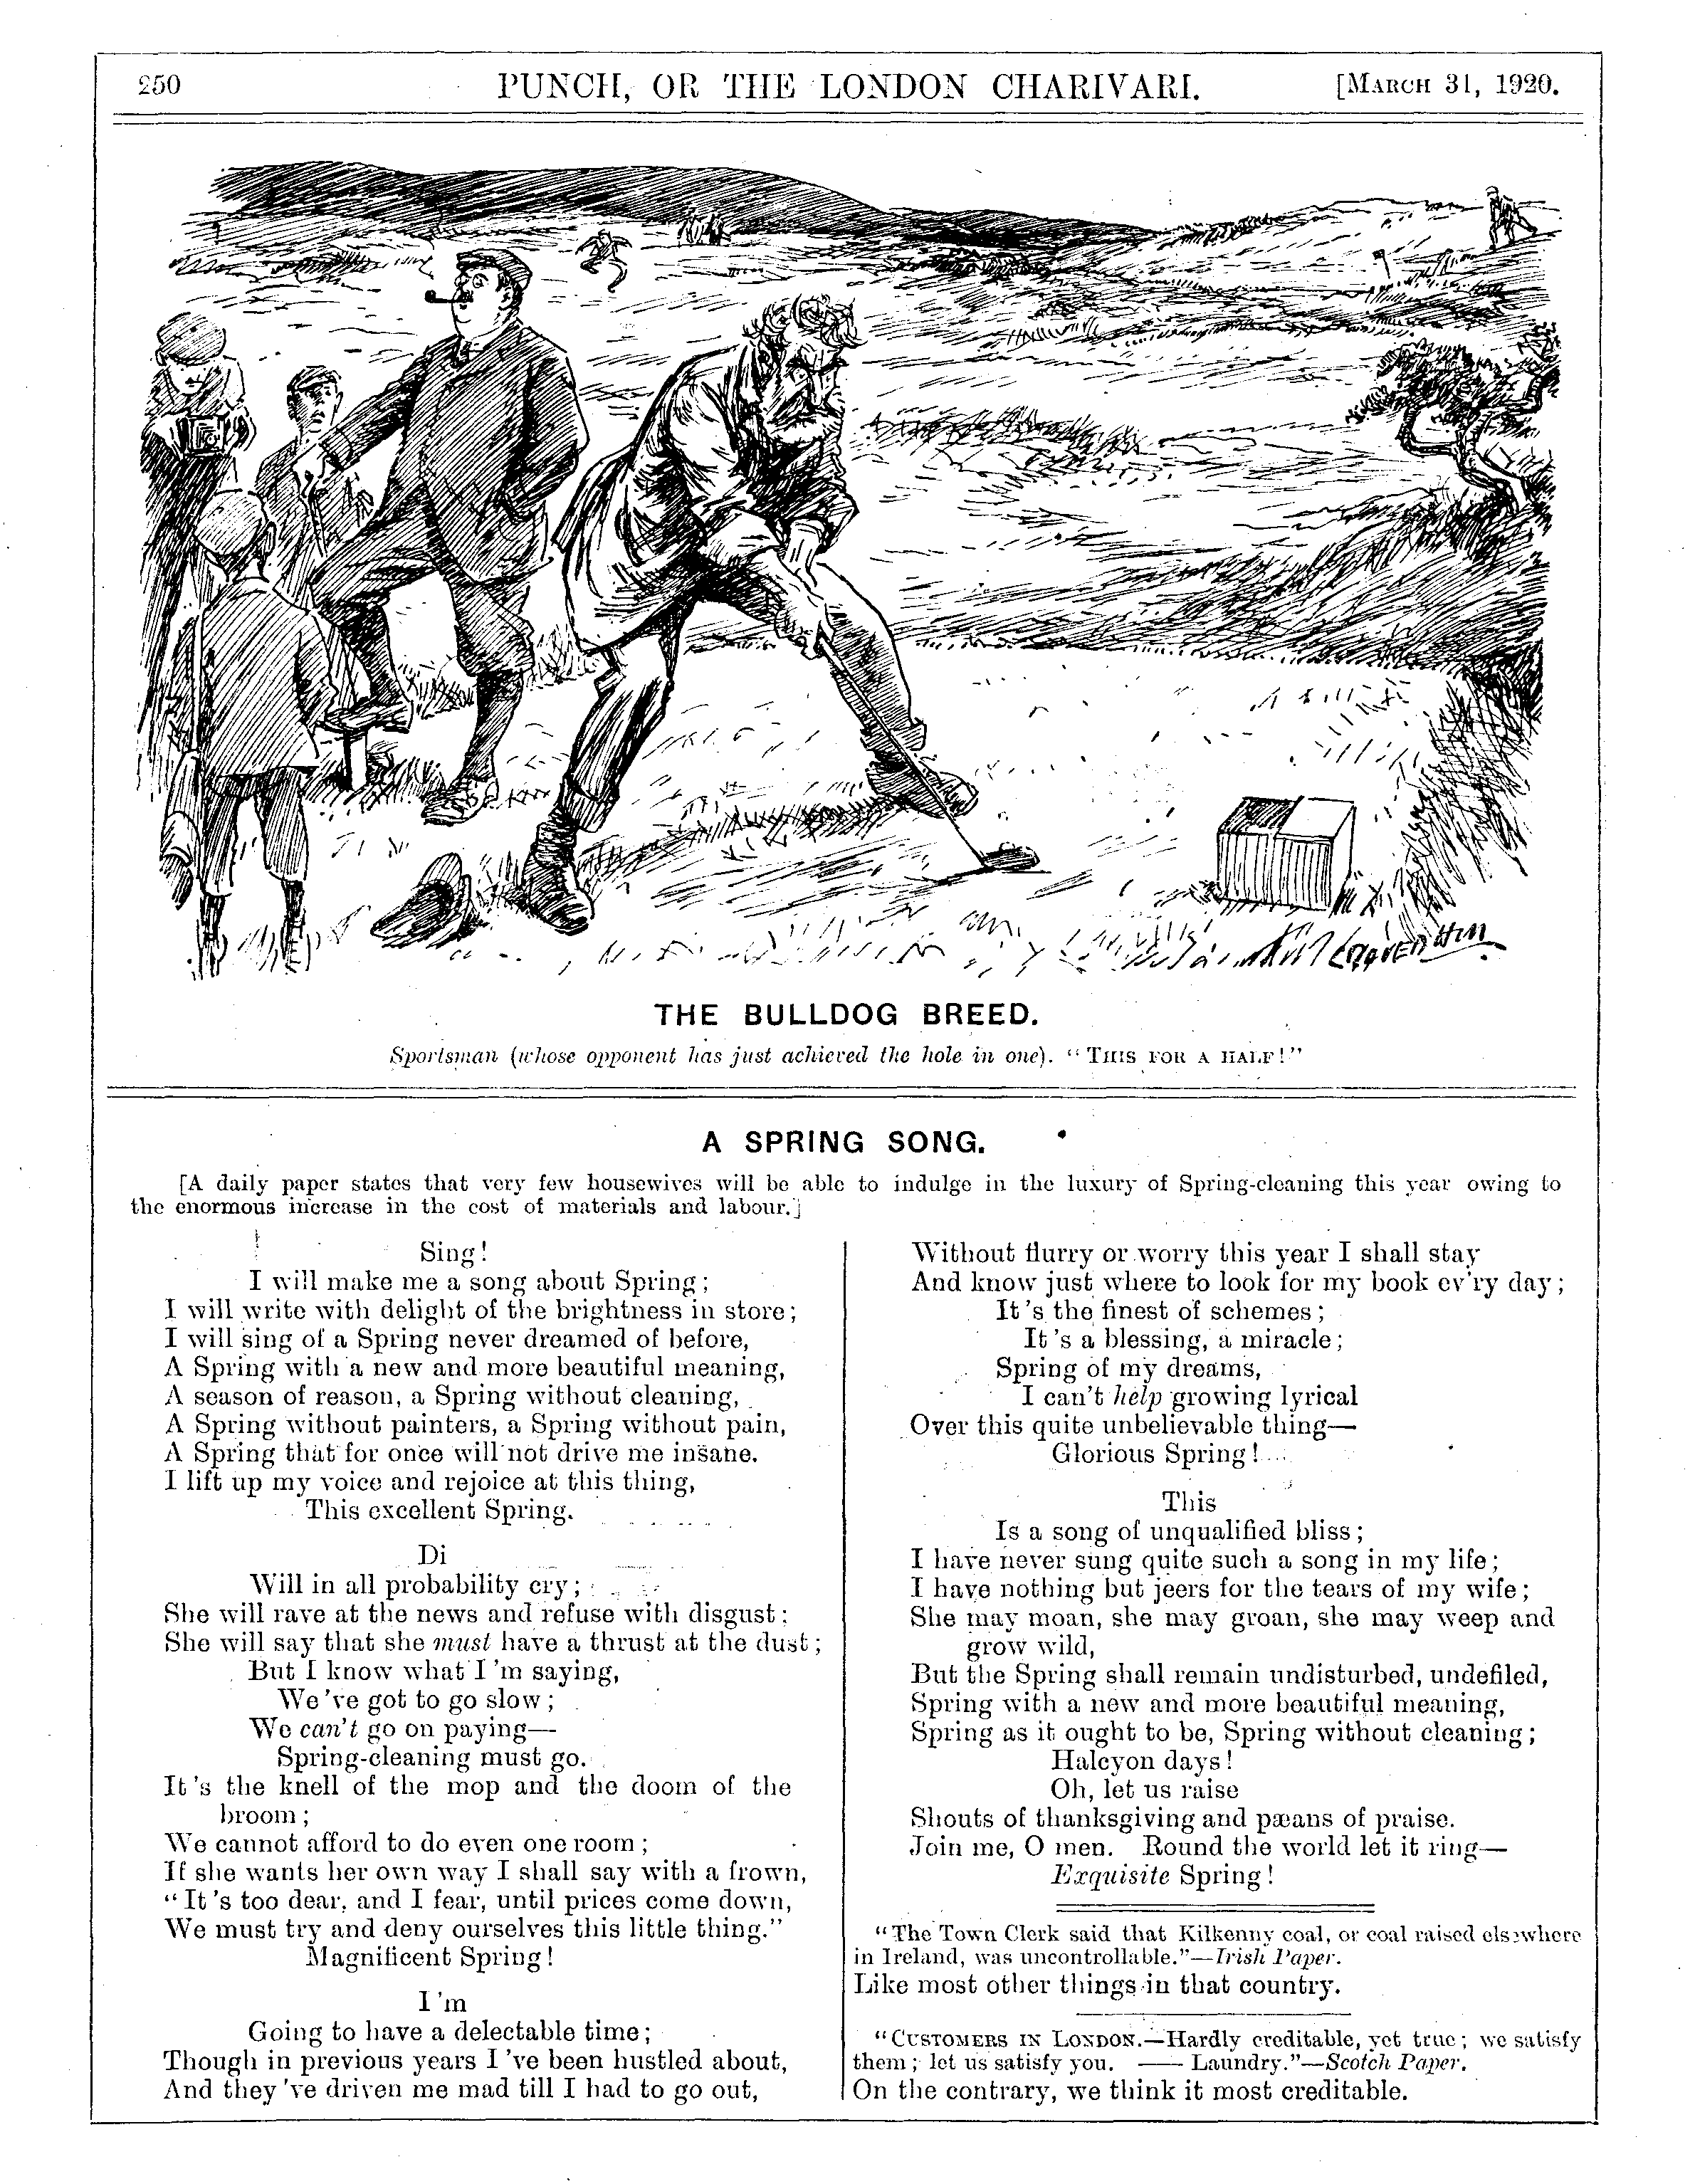 250
PUNCH, OR THE LONDON CHARIVARI.
[MARCH 31, 1920.
THE BULLDOG BREED.
Sportsman (whose opponent has just achieved the hole in one). "THIS FOR A HALF!"
A SPRING SONG.
[A daily paper states that very few housewives will be able to indulge in the luxury of Spring-cleaning this year owing to
the enormous increase in the cost of materials and labour.]
Sing!
I will make me a song about Spring;
I will write with delight of the brightness in store;
I will sing of a Spring never dreamed of before,
A Spring with a new and more beautiful meaning,
A season of reason, a Spring without cleaning,
A Spring without painters, a Spring without pain,
A Spring that for once will not drive me insane.
I lift up my voice and rejoice at this thing,
This excellent Spring.
Di
Will in all probability cry;
She will rave at the news and refuse with disgust;
She will say that she must have a thrust at the dust;
But I know what I'm saying,
We've got to go slow;
We can't go on paying—
Spring-cleaning must go.
It's the knell of the mop and the doom of the
broom;
We cannot afford to do even one room;
If she wants her own way I shall say with a frown,
"It's too dear, and I fear, until prices come down,
We must try and deny ourselves this little thing."
Magnificent Spring!
I'm
Going to have a delectable time;
Though in previous years I've been hustled about,
And they've driven me mad till I had to go out,
Without flurry or worry this year I shall stay
And know just where to look for my book ev'ry day;
It's the finest of schemes;
It's a blessing, a miracle;
Spring of my dreams,
I can't help growing lyrical
Over this quite unbelievable thing—
Glorious Spring!
This
Is a song of unqualified bliss;
I have never sung quite such a song in my life;
I have nothing but jeers for the tears of my wife;
She may moan, she may groan, she may weep and
grow wild,
But the Spring shall remain undisturbed, undefiled,
Spring with a new and more beautiful meaning,
Spring as it ought to be, Spring without cleaning;
Halcyon days!
Oh, let us raise
Shouts of thanksgiving and pæans of praise.
Join me, O men. Round the world let it ring—
Exquisite Spring!
"The Town Clerk said that Kilkenny coal, or coal raised elsewhere
in Ireland, was uncontrollable."—Irish Paper.
Like most other things in that country.
"CUSTOMERS IN LONDON.—Hardly creditable, yet true; we satisfy
them; let us satisfy you. —— Laundry."—Scotch Paper.
On the contrary, we think it most creditable.